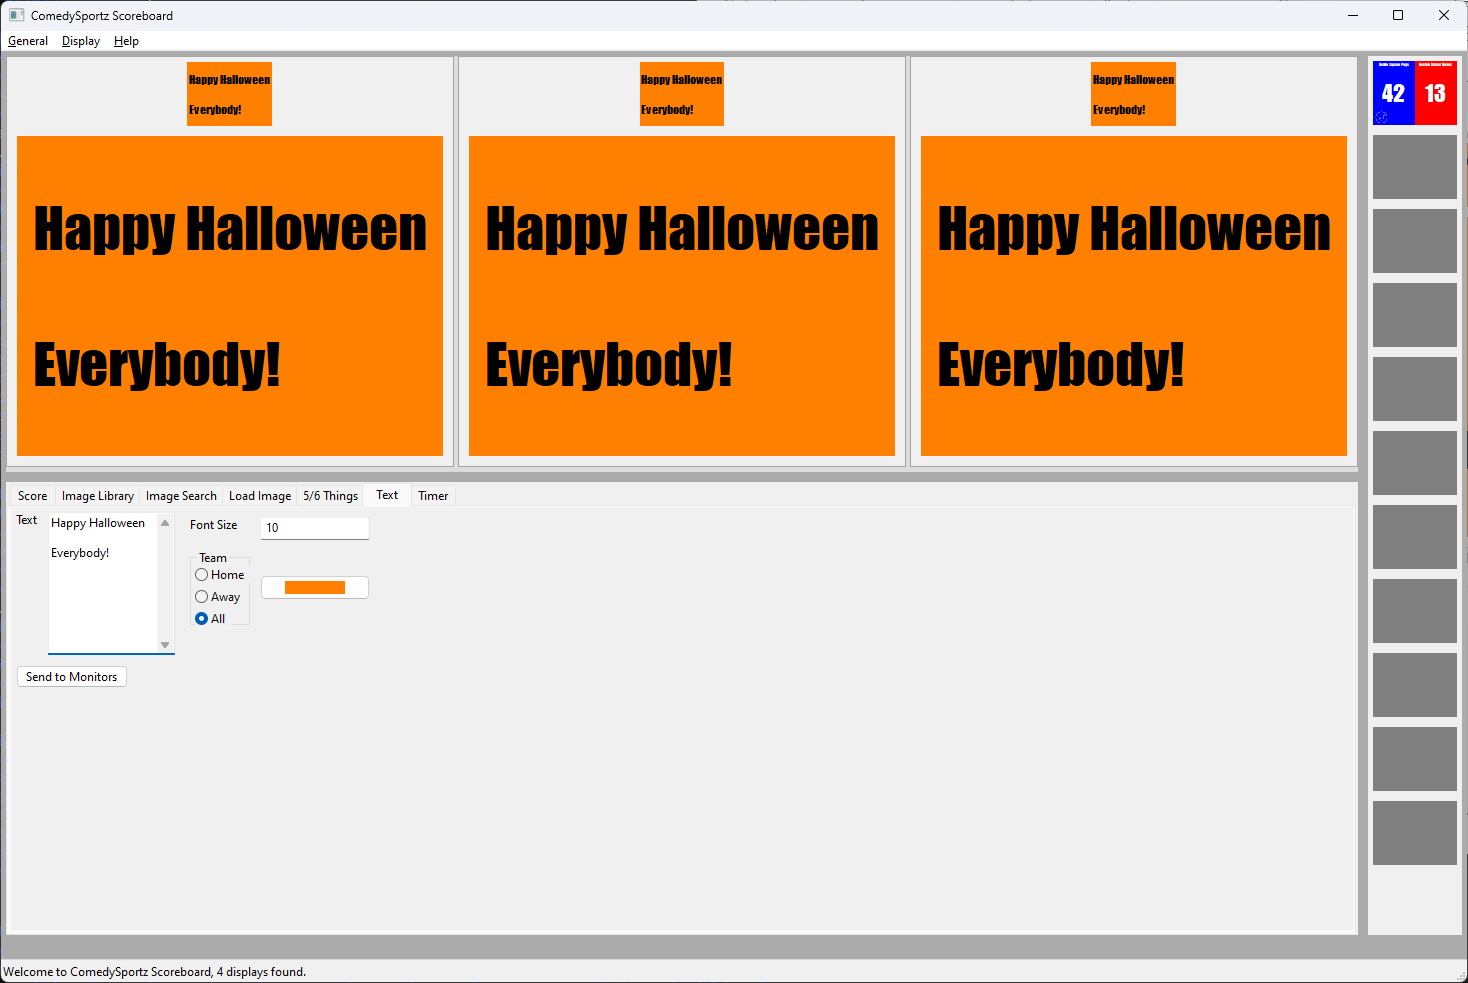 ComedySportz Scoreboard
General Display Help
Happy Halloween
Everybody!
Happy Halloween
Everybody!
Happy Halloween
Everybody!
Happy Halloween
Everybody!
Happy Halloween
Everybody!
Happy Halloween
Everybody!
42 13
Score Image Library Image Search Load Image 5/6 Things Text Timer
Text
Happy Halloween
Everybody!
Font Size
10
Team
Home
Away
All
Send to Monitors
Welcome to ComedySportz Scoreboard, 4 displays found.